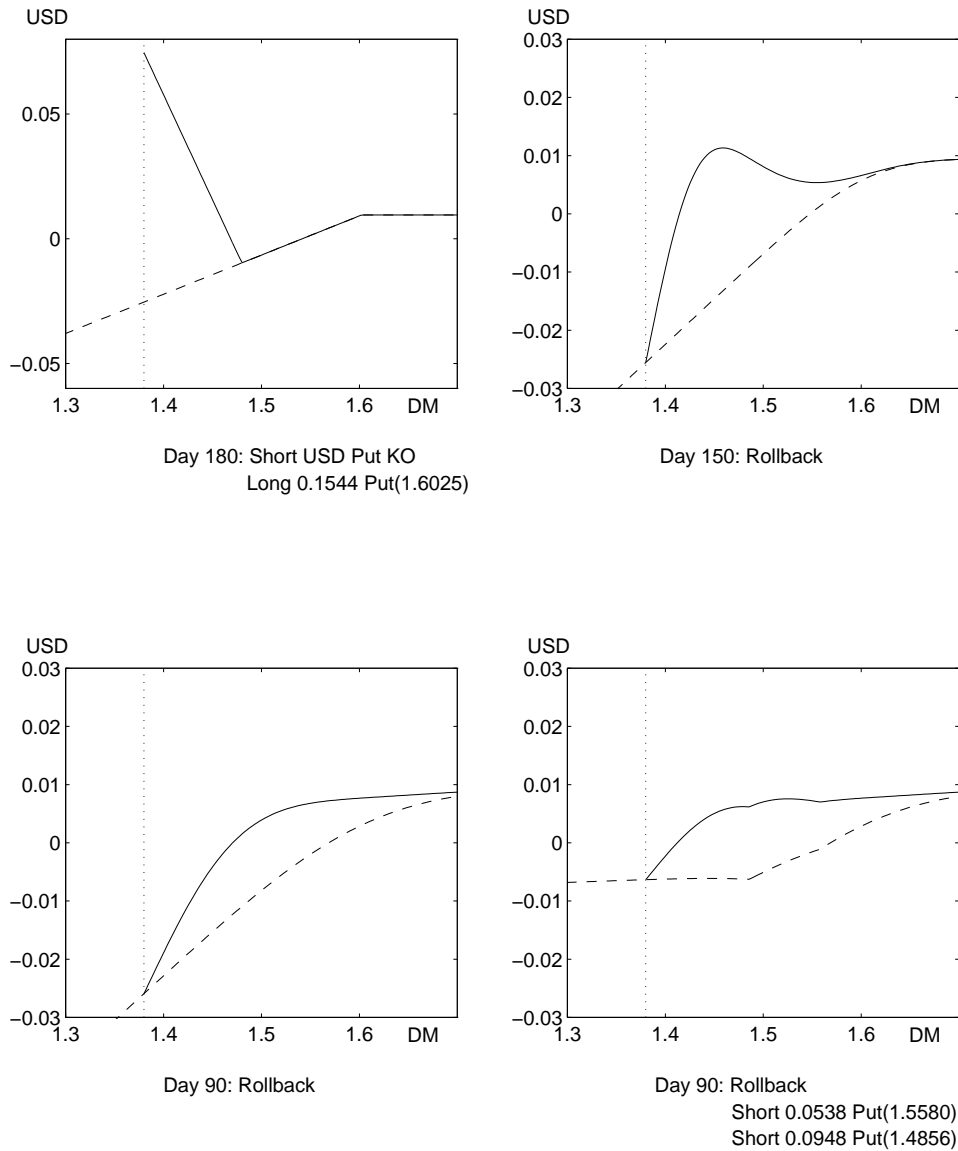 USD
0.05
0
−0.05
1.3
1.4
1.5
1.6
DM
Day 180: Short USD Put KO
Long 0.1544 Put(1.6025)
USD
0.03
0.02
0.01
0
−0.01
−0.02
−0.03
1.3
1.4
1.5
1.6
DM
Day 150: Rollback
USD
0.03
0.02
0.01
0
−0.01
−0.02
−0.03
1.3
1.4
1.5
1.6
DM
Day 90: Rollback
USD
0.03
0.02
0.01
0
−0.01
−0.02
−0.03
1.3
1.4
1.5
1.6
DM
Day 90: Rollback
Short 0.0538 Put(1.5580)
Short 0.0948 Put(1.4856)